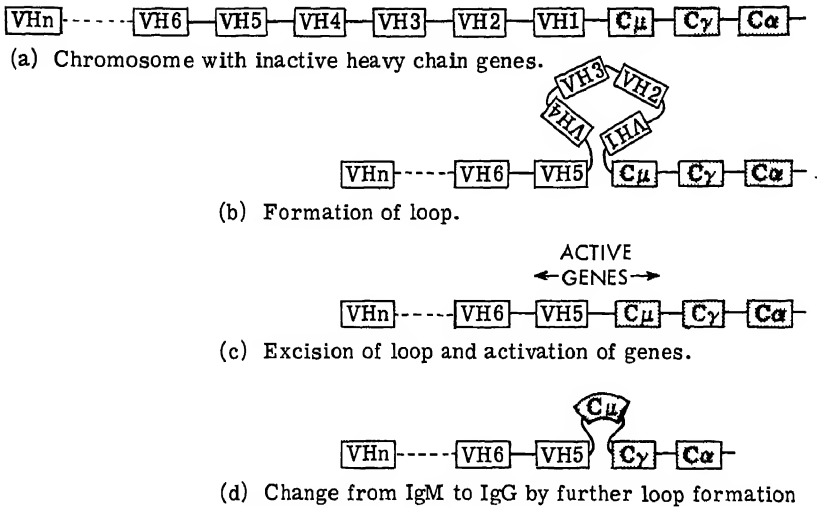 VHn VH6 VH5 VH4 VH3 VH2 VH1 Cμ Cγ Cα
(a) Chromosome with inactive heavy chain genes.
VH3 VH2
VH4 VH1
VHn VH6 VH5 Cμ Cγ Cα
(b) Formation of loop.
ACTIVE
GENES
VHn VH6 VH5 Cμ Cγ Cα
(c) Excision of loop and activation of genes.
Cμ
VHn VH6 VH5 Cγ Cα
(d) Change from IgM to IgG by further loop formation